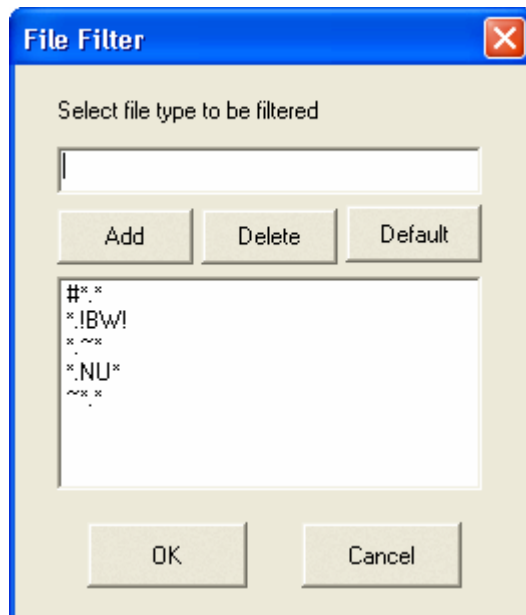 File Filter
Select file type to be filtered
Add Delete Default
#*.*
*.!BW!
*.~*
*.NU*
~*.*
OK Cancel